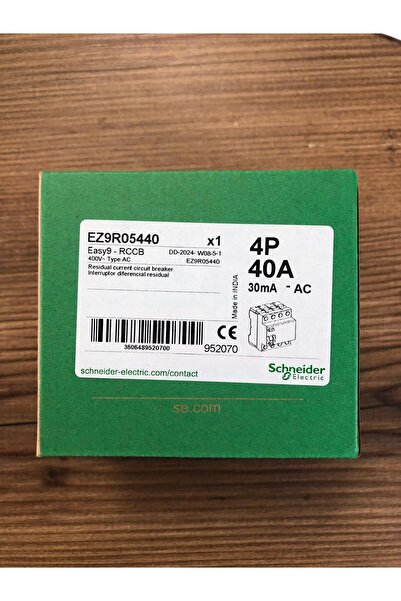 EZ9R05440 x1
Easy9 - RCCB DD-2024- W08-5-1
400V~ Type AC EZ9R05440
Residual current circuit breaker
Interruptor diferencial residual
4P
40A
30mA ~ AC
Made in INDIA
3606489520700
CE
952070
Schneider
Electric
schneider-electric.com/contact
se.com